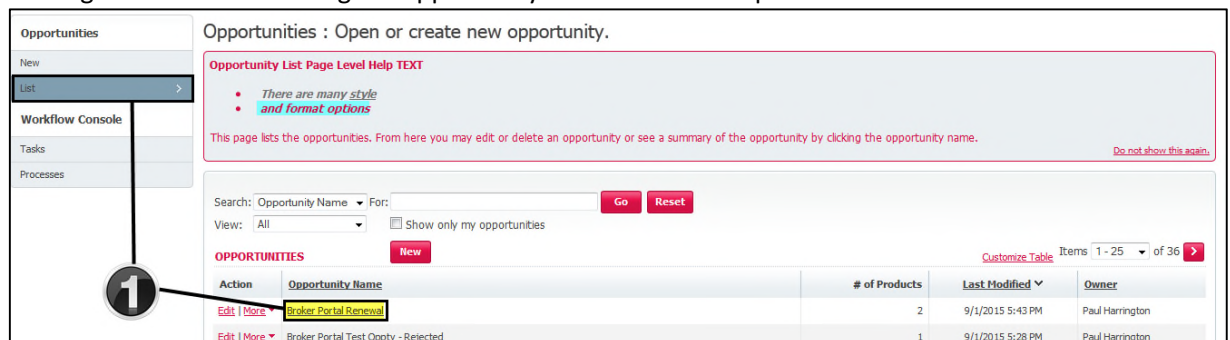 Opportunities
New
List
Workflow Console
Tasks
Processes
Opportunities : Open or create new opportunity.
Opportunity List Page Level Help TEXT
• There are many style
• and format options
This page lists the opportunities. From here you may edit or delete an opportunity or see a summary of the opportunity by clicking the opportunity name.
Do not show this again.
Search: Opportunity Name For: Go Reset
View: All Show only my opportunities
OPPORTUNITIES New Customize Table Items 1 - 25 of 36
Action Opportunity Name # of Products Last Modified Owner
1
Edit | More Broker Portal Renewal 2 9/1/2015 5:43 PM Paul Harrington
Edit | More Broker Portal Test Oppty - Rejected 1 9/1/2015 5:28 PM Paul Harrington